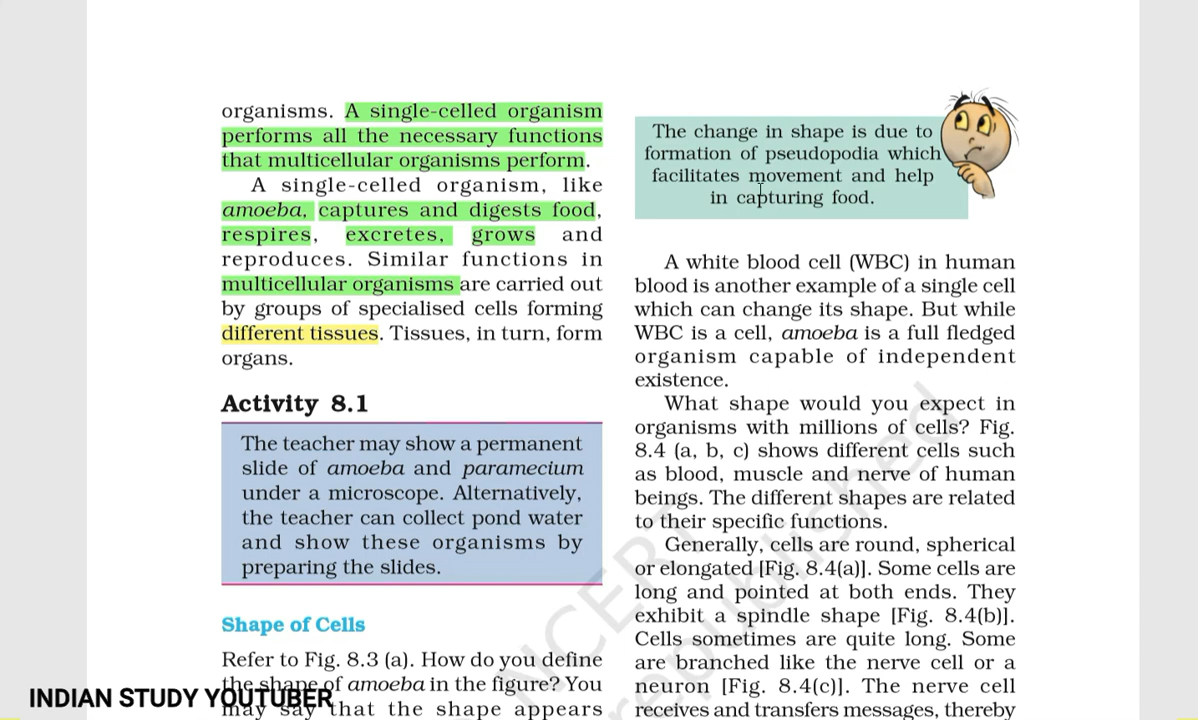 organisms. A single-celled organism
performs all the necessary functions
that multicellular organisms perform.
A single-celled organism, like
amoeba, captures and digests food,
respires, excretes, grows and
reproduces. Similar functions in
multicellular organisms are carried out
by groups of specialised cells forming
different tissues. Tissues, in turn, form
organs.
Activity 8.1
The teacher may show a permanent
slide of amoeba and paramecium
under a microscope. Alternatively,
the teacher can collect pond water
and show these organisms by
preparing the slides.
Shape of Cells
Refer to Fig. 8.3 (a). How do you define
the shape of amoeba in the figure? You
may say that the shape appears
The change in shape is due to
formation of pseudopodia which
facilitates movement and help
in capturing food.
A white blood cell (WBC) in human
blood is another example of a single cell
which can change its shape. But while
WBC is a cell, amoeba is a full fledged
organism capable of independent
existence.
What shape would you expect in
organisms with millions of cells? Fig.
8.4 (a, b, c) shows different cells such
as blood, muscle and nerve of human
beings. The different shapes are related
to their specific functions.
Generally, cells are round, spherical
or elongated [Fig. 8.4(a)]. Some cells are
long and pointed at both ends. They
exhibit a spindle shape [Fig. 8.4(b)].
Cells sometimes are quite long. Some
are branched like the nerve cell or a
neuron [Fig. 8.4(c)]. The nerve cell
receives and transfers messages, thereby
NCERT
republished
INDIAN STUDY YOUTUBER